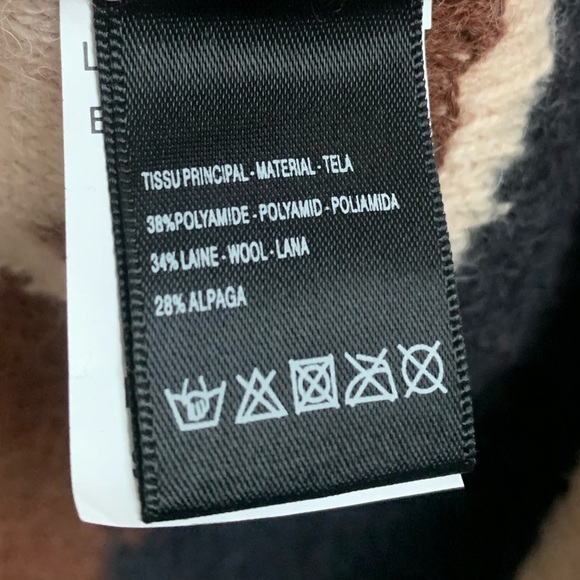 L
E
TISSU PRINCIPAL - MATERIAL - TELA
38% POLYAMIDE - POLYAMID - POLIAMIDA
34% LAINE - WOOL - LANA
28% ALPAGA